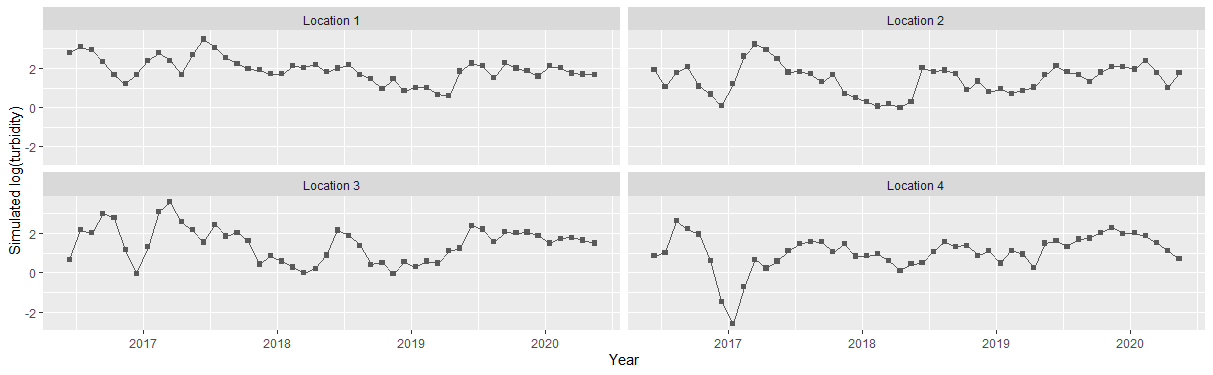 Location 1
Location 2
2
0
-2
Location 3
Location 4
2
0
-2
Simulated log(turbidity)
2017
2018
2019
2020
2017
2018
2019
2020
Year